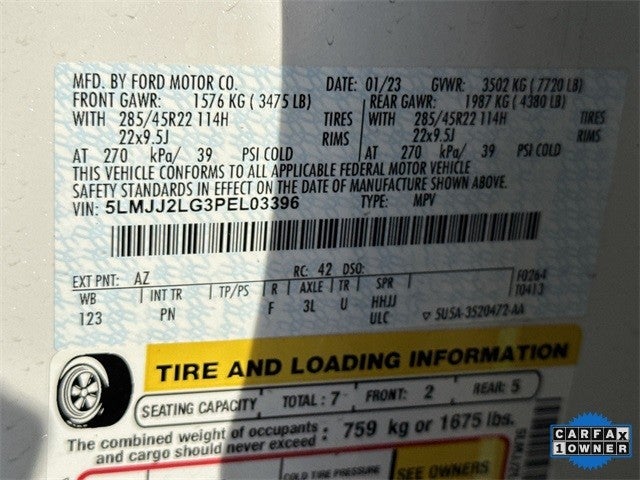 MFD. BY FORD MOTOR CO. DATE: 01/23 GVWR: 3502 KG ( 7720 LB)
FRONT GAWR: 1576 KG ( 3475 LB) REAR GAWR: 1987 KG ( 4380 LB)
WITH 285/45R22 114H TIRES WITH 285/45R22 114H TIRES
22x9.5J RIMS 22x9.5J RIMS
AT 270 kPa/ 39 PSI COLD AT 270 kPa/ 39 PSI COLD
THIS VEHICLE CONFORMS TO ALL APPLICABLE FEDERAL MOTOR VEHICLE
SAFETY STANDARDS IN EFFECT ON THE DATE OF MANUFACTURE SHOWN ABOVE.
VIN: 5LMJJ2LG3PEL03396 TYPE: MPV
EXT PNT: AZ RC: 42 DSO: F0264
WB INT TR TP/PS R AXLE TR SPR T0413
123 PN F 3L U HHJJ
ULC ▽ SU5A-3520472-AA
TIRE AND LOADING INFORMATION
SEATING CAPACITY TOTAL : 7 FRONT: 2 REAR: 5
The combined weight of occupants
and cargo should never exceed : 759 kg or 1675 lbs.
COLD TIRE PRESSURE SEE OWNERS
CARFAX
1 OWNER